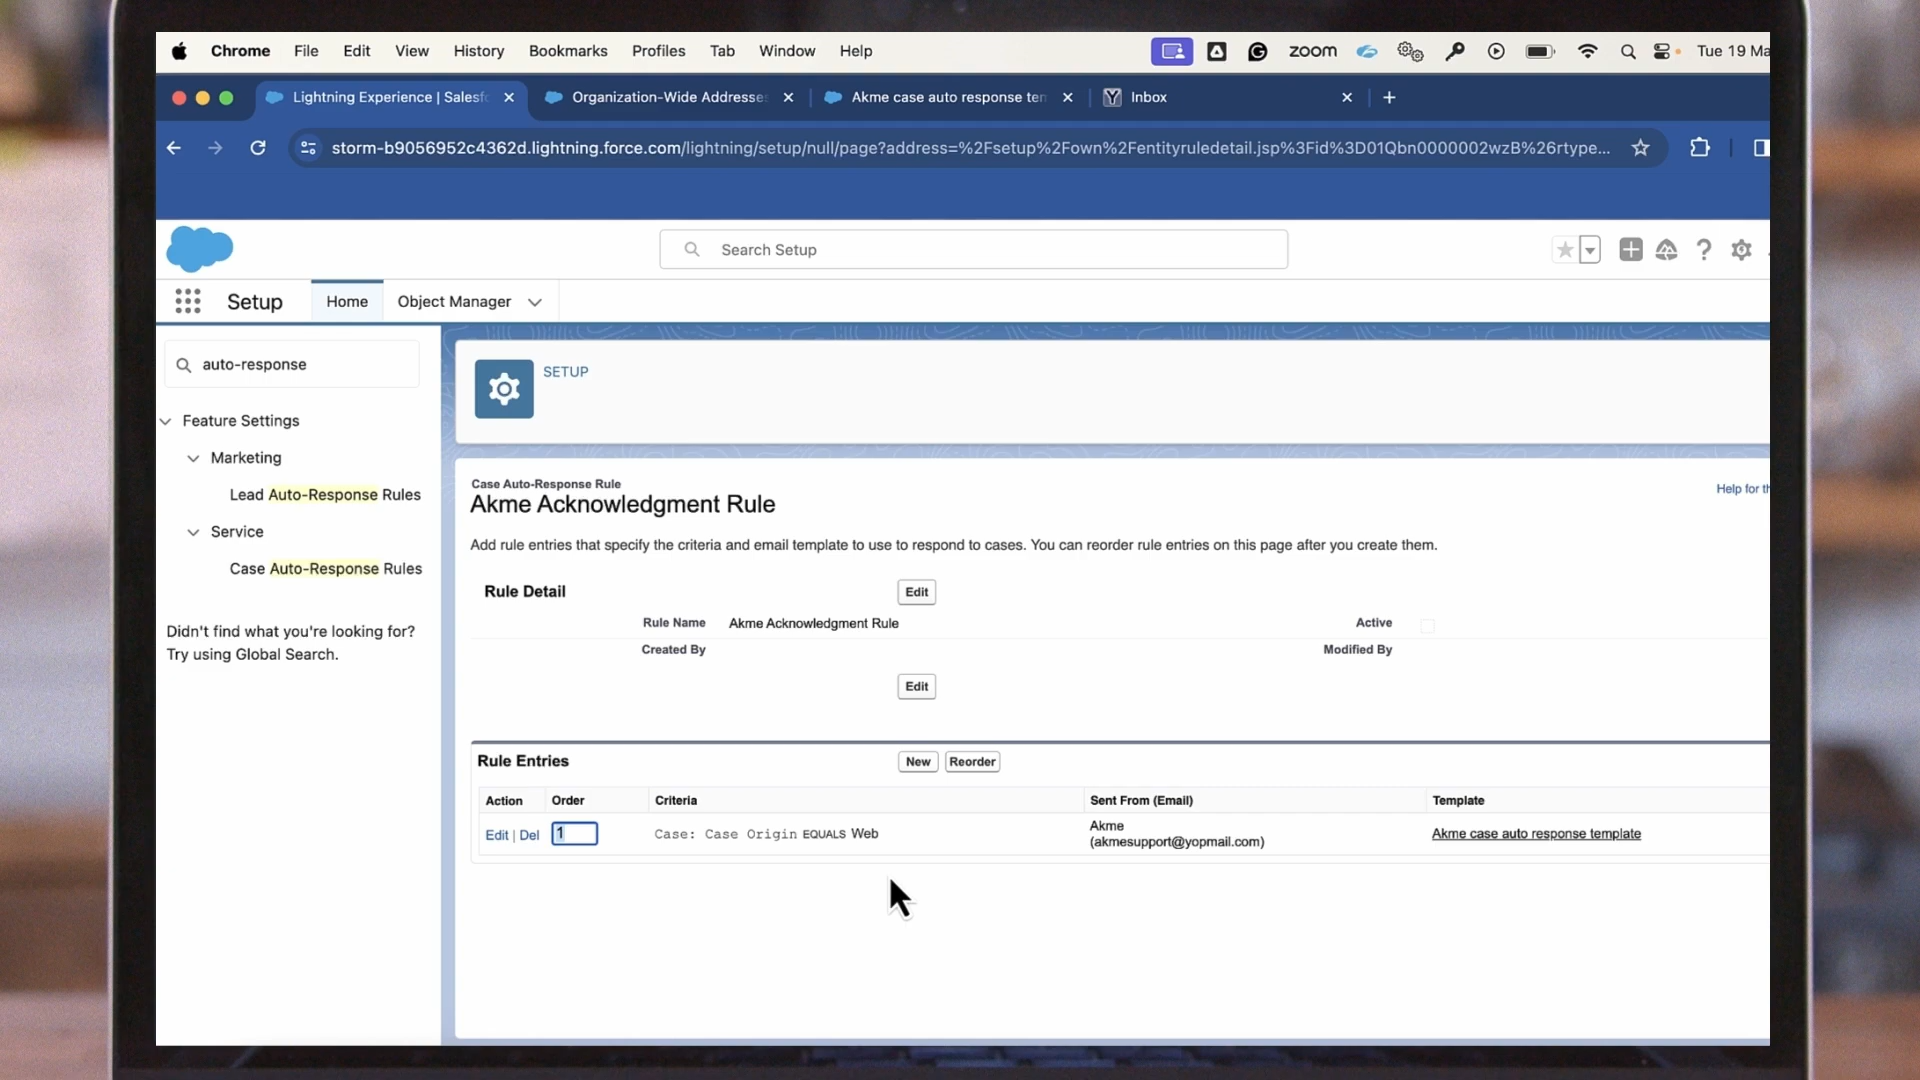 Chrome File Edit View History Bookmarks Profiles Tab Window Help zoom Tue 19 Ma
Lightning Experience | Salesfo Organization-Wide Addresse Akme case auto response ten Inbox
storm-b9056952c4362d.lightning.force.com/lightning/setup/null/page?address=%2Fsetup%2Fown%2Fentityruledetail.jsp%3Fid%3D01Qbn0000002wzB%26rtype...
Search Setup
Setup Home Object Manager
auto-response
Feature Settings
Marketing
Lead Auto-Response Rules
Service
Case Auto-Response Rules
Didn't find what you're looking for?
Try using Global Search.
SETUP
Case Auto-Response Rule
Akme Acknowledgment Rule
Help for th
Add rule entries that specify the criteria and email template to use to respond to cases. You can reorder rule entries on this page after you create them.
Rule Detail Edit
Rule Name Akme Acknowledgment Rule Active
Created By Modified By
Edit
Rule Entries New Reorder
Action Order Criteria Sent From (Email) Template
Edit | Del 1 Case: Case Origin EQUALS Web Akme Akme case auto response template
(akmesupport@yopmail.com)